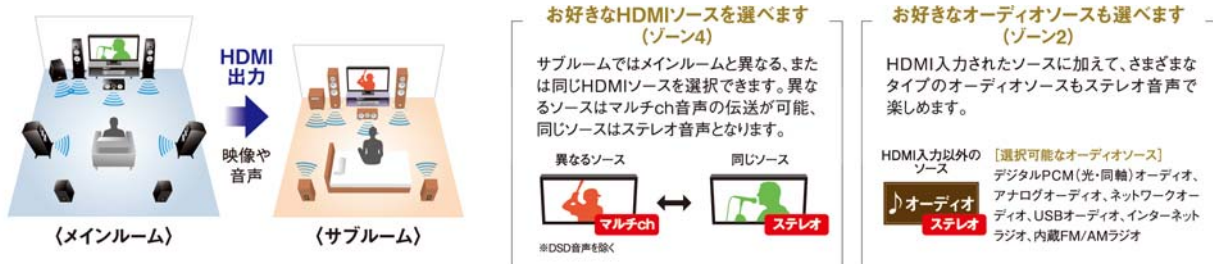 HDMI
出力
映像や
音声
〈メインルーム〉
〈サブルーム〉
お好きなHDMIソースを選べます
(ゾーン4)
サブルームではメインルームと異なる、また
は同じHDMIソースを選択できます。異な
るソースはマルチch音声の伝送が可能、
同じソースはステレオ音声となります。
異なるソース
同じソース
マルチch
ステレオ
※DSD音声を除く
お好きなオーディオソースも選べます
(ゾーン2)
HDMI入力されたソースに加えて、さまざまな
タイプのオーディオソースもステレオ音声で
楽しめます。
HDMI入力以外の
ソース
♪オーディオ
ステレオ
[選択可能なオーディオソース]
デジタルPCM(光・同軸)オーディオ、
アナログオーディオ、ネットワークオー
ディオ、USBオーディオ、インターネット
ラジオ、内蔵FM/AMラジオ